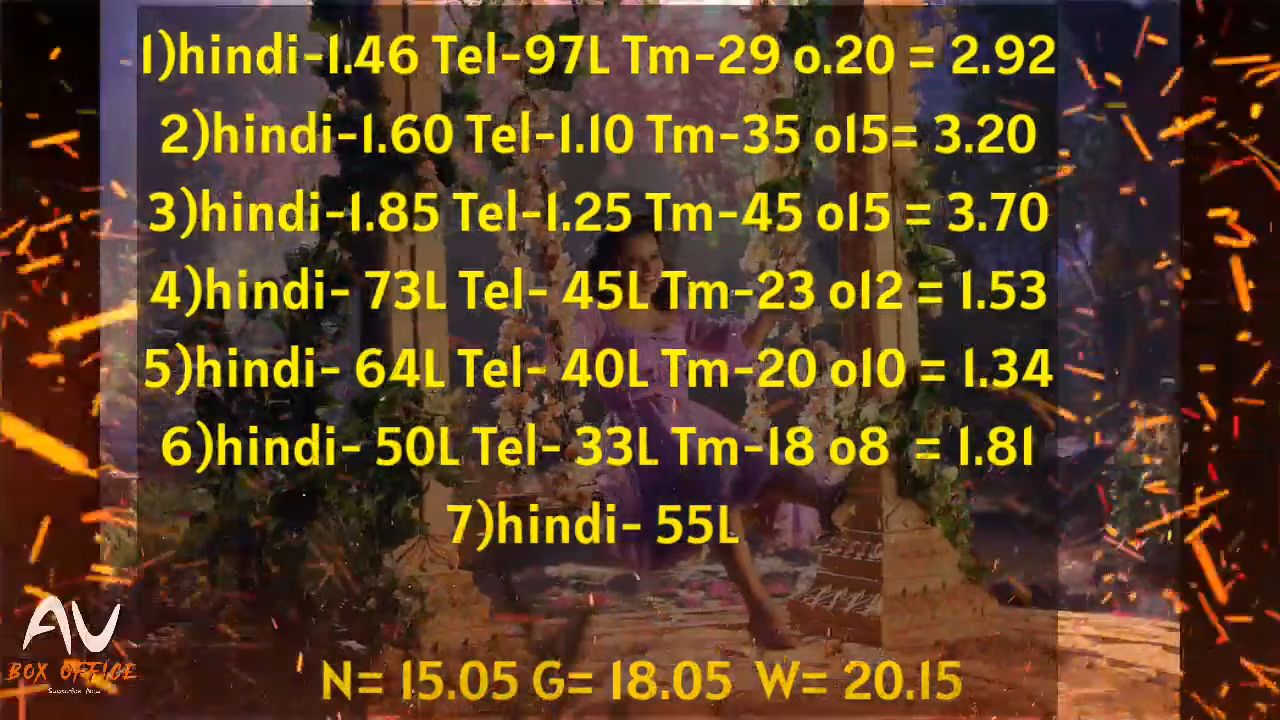 1)hindi-1.46 Tel-97L Tm-29 o.20 = 2.92
2)hindi-1.60 Tel-1.10 Tm-35 o15= 3.20
3)hindi-1.85 Tel-1.25 Tm-45 o15 = 3.70
4)hindi- 73L Tel- 45L Tm-23 o12 = 1.53
5)hindi- 64L Tel- 40L Tm-20 o10 = 1.34
6)hindi- 50L Tel- 33L Tm-18 o8 = 1.81
7)hindi- 55L
AV
BOX OFFICE
Subscribe Now
N= 15.05 G= 18.05 W= 20.15